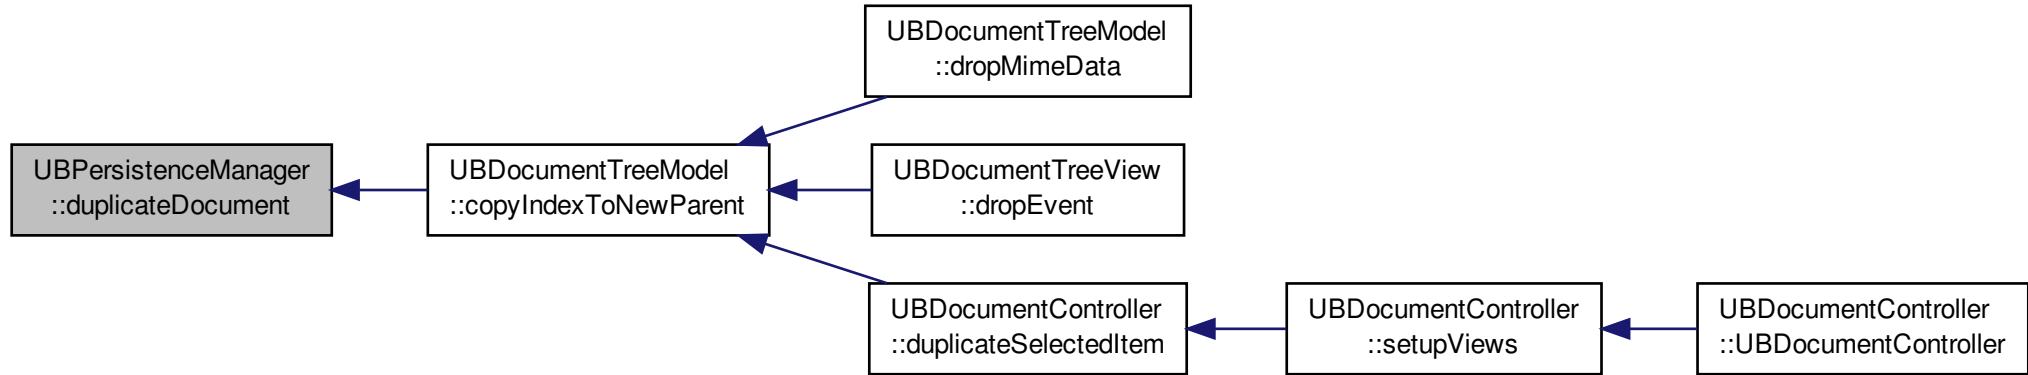 UBDocumentTreeModel
::dropMimeData
UBPersistenceManager
::duplicateDocument
UBDocumentTreeModel
::copyIndexToNewParent
UBDocumentTreeView
::dropEvent
UBDocumentController
::duplicateSelectedItem
UBDocumentController
::setupViews
UBDocumentController
::UBDocumentController